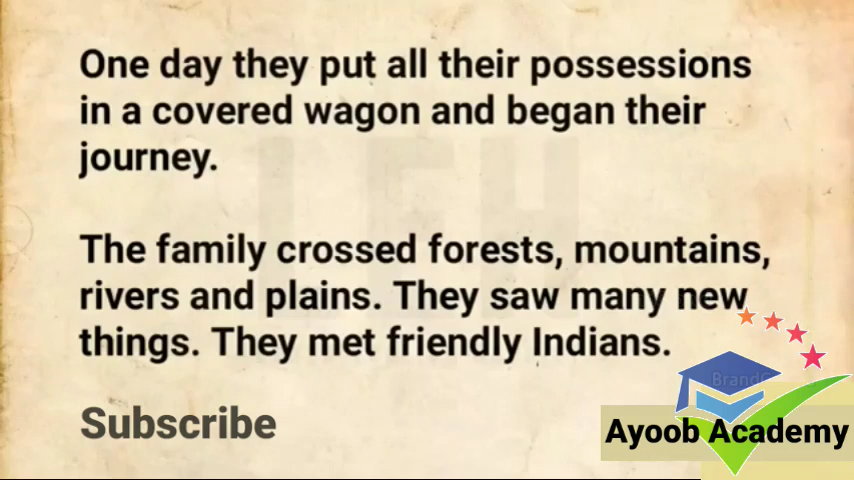 One day they put all their possessions
in a covered wagon and began their
journey.
The family crossed forests, mountains,
rivers and plains. They saw many new
things. They met friendly Indians.
Subscribe
Ayoob Academy